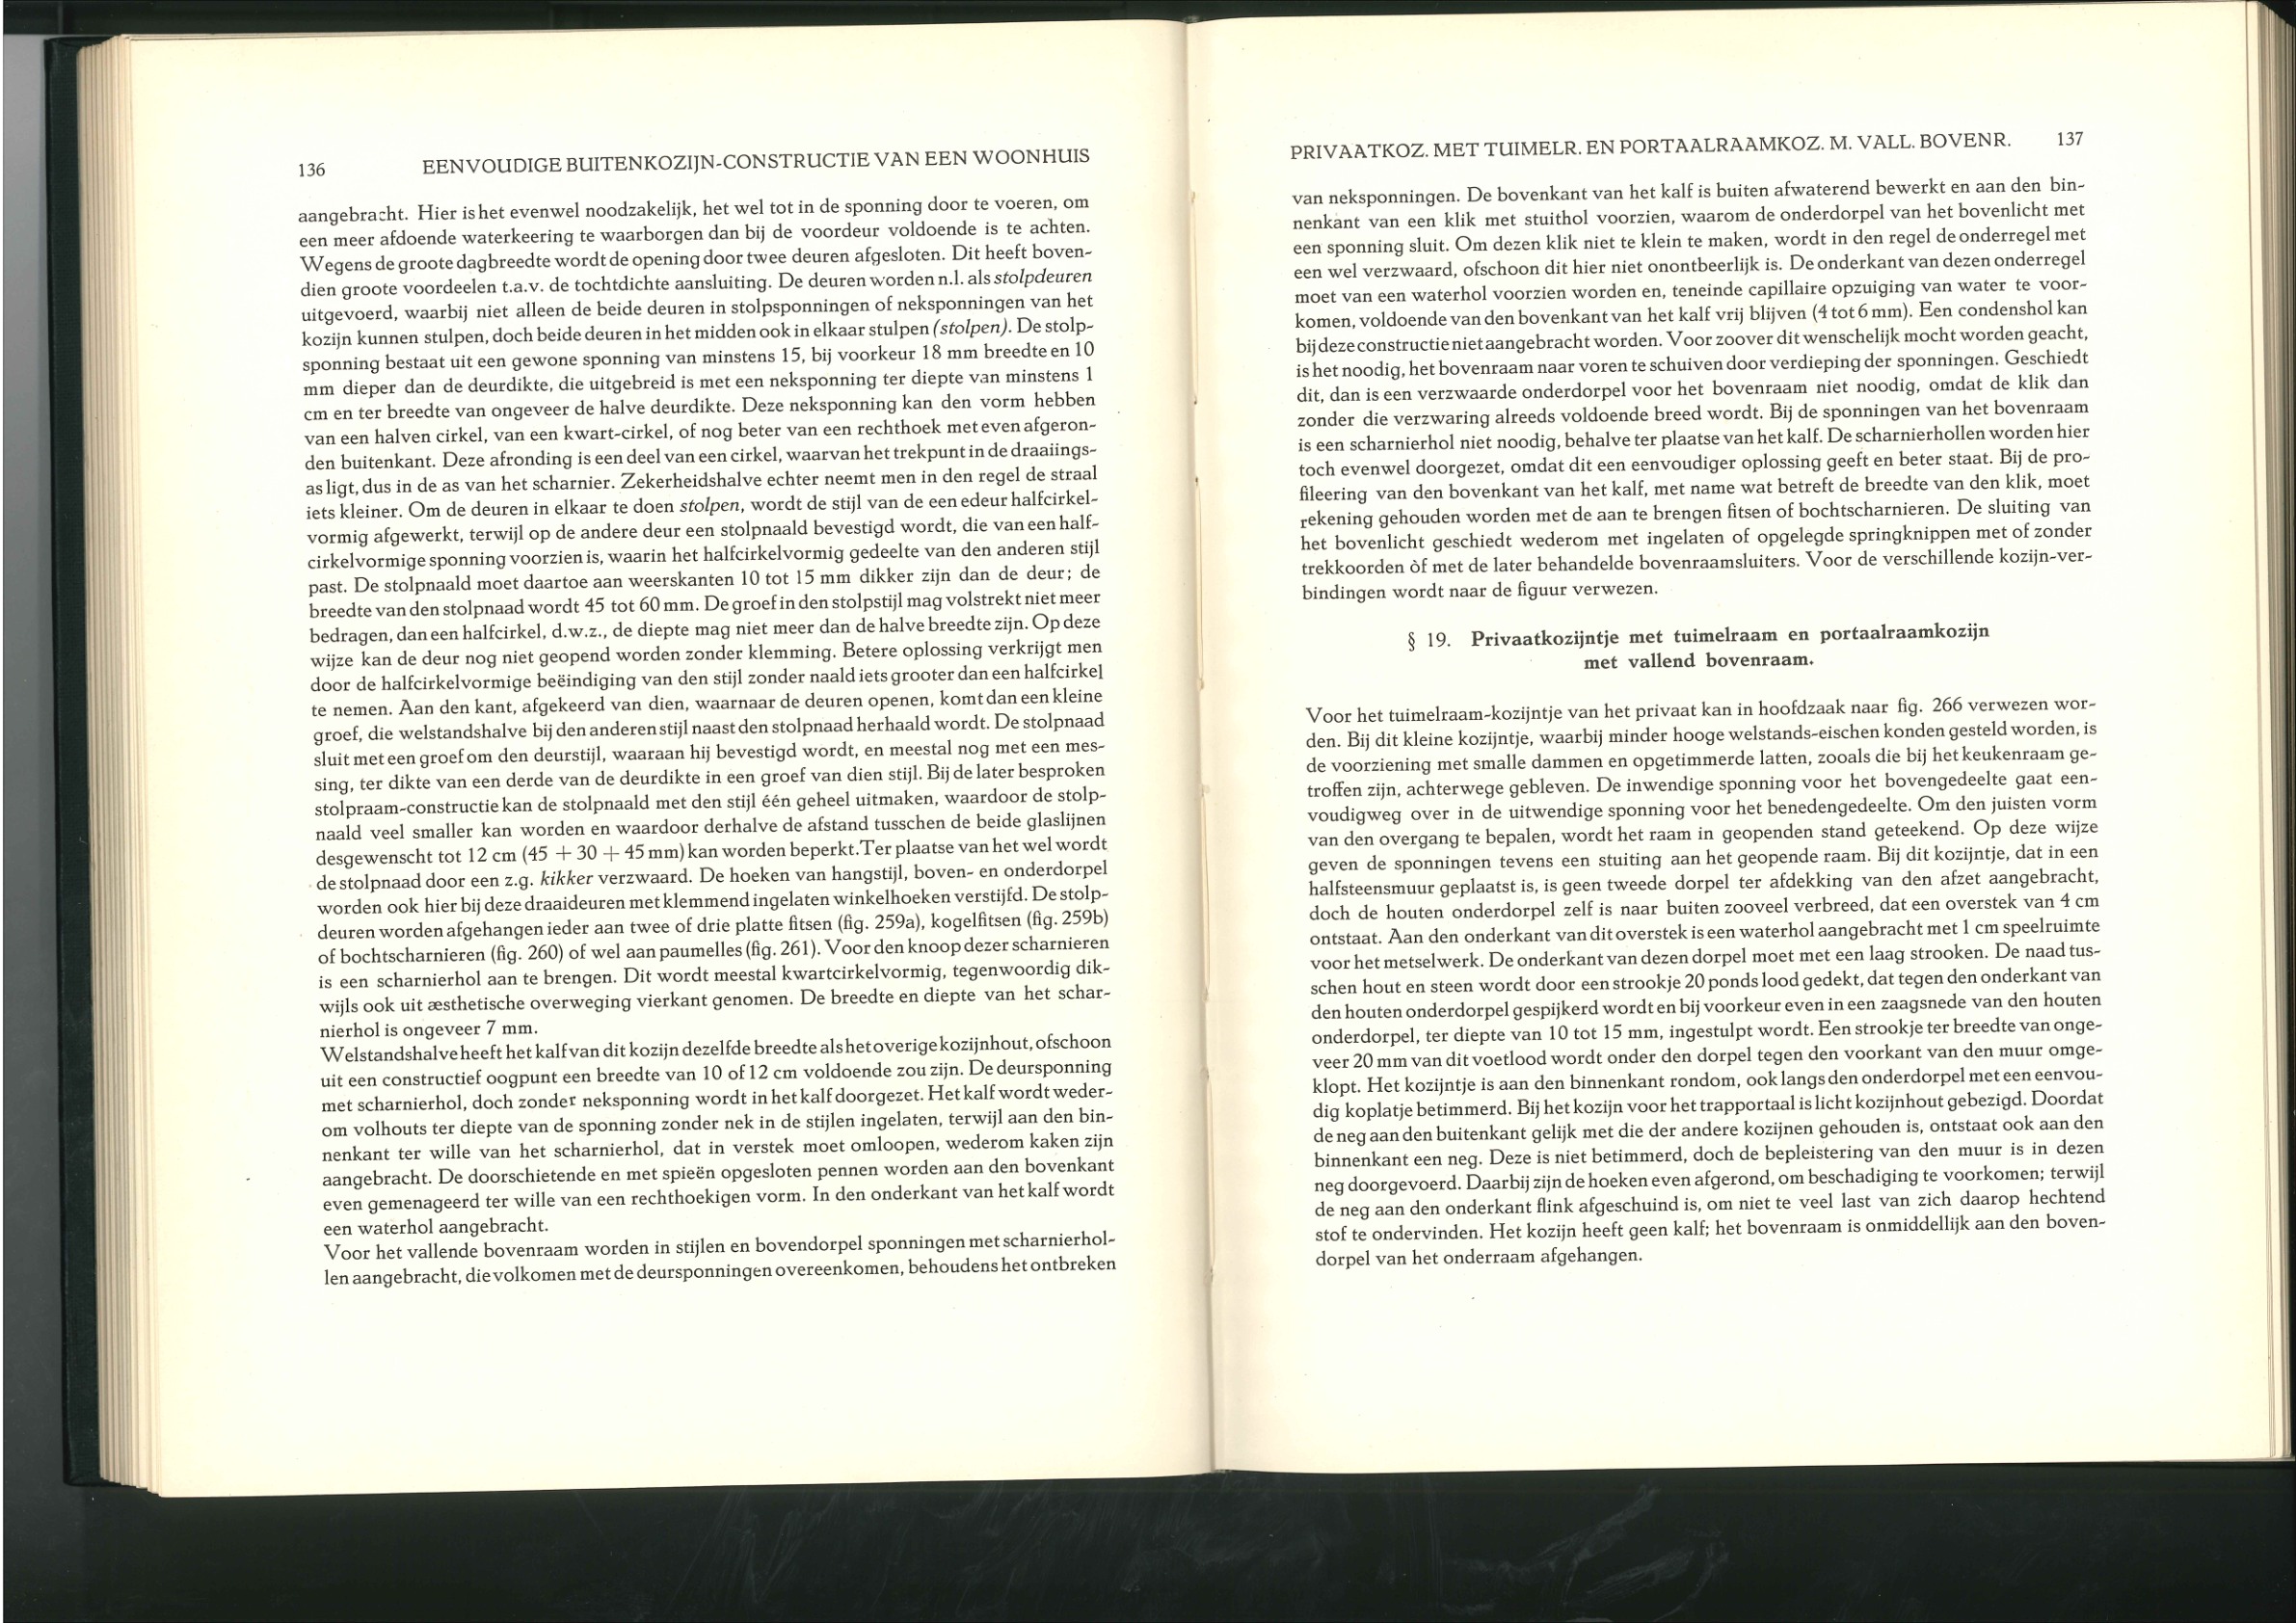 136 EENVOUDIGE BUITENKOZIJN-CONSTRUCTIE VAN EEN WOONHUIS
aangebracht. Hier is het evenwel noodzakelijk, het wel tot in de sponning door te voeren, om
een meer afdoende waterkeering te waarborgen dan bij de voordeur voldoende is te achten.
Wegens de groote dagbreedte wordt de opening door twee deuren afgesloten. Dit heeft boven-
dien groote voordeelen t.a.v. de tochtdichte aansluiting. De deuren worden n.l. als stolpdeuren
uitgevoerd, waarbij niet alleen de beide deuren in stolpsponningen of neksponningen van het
kozijn kunnen stulpen, doch beide deuren in het midden ook in elkaar stulpen (stolpen). De stolp-
sponning bestaat uit een gewone sponning van minstens 15, bij voorkeur 18 mm breedte en 10
mm dieper dan de deurdikte, die uitgebreid is met een neksponning ter diepte van minstens 1
cm en ter breedte van ongeveer de halve deurdikte. Deze neksponning kan den vorm hebben
van een halven cirkel, van een kwart-cirkel, of nog beter van een rechthoek met even afgeron-
den buitenkant. Deze afronding is een deel van een cirkel, waarvan het trekpunt in de draaiings-
as ligt, dus in de as van het scharnier. Zekerheidshalve echter neemt men in den regel de straal
iets kleiner. Om de deuren in elkaar te doen stolpen, wordt de stijl van de een edeur halfcirkel-
vormig afgewerkt, terwijl op de andere deur een stolpnaald bevestigd wordt, die van een half-
cirkelvormige sponning voorzien is, waarin het halfcirkelvormig gedeelte van den anderen stijl
past. De stolpnaald moet daartoe aan weerskanten 10 tot 15 mm dikker zijn dan de deur; de
breedte van den stolpnaad wordt 45 tot 60 mm. De groef in den stolpstijl mag volstrekt niet meer
bedragen, dan een halfcirkel, d.w.z., de diepte mag niet meer dan de halve breedte zijn. Op deze
wijze kan de deur nog niet geopend worden zonder klemming. Betere oplossing verkrijgt men
door de halfcirkelvormige beëindiging van den stijl zonder naald iets grooter dan een halfcirkel
te nemen. Aan den kant, afgekeerd van dien, waarnaar de deuren openen, komt dan een kleine
groef, die welstandshalve bij den anderen stijl naast den stolpnaad herhaald wordt. De stolpnaad
sluit met een groef om den deurstijl, waaraan hij bevestigd wordt, en meestal nog met een mes-
sing, ter dikte van een derde van de deurdikte in een groef van dien stijl. Bij de later besproken
stolpraam-constructie kan de stolpnaald met den stijl één geheel uitmaken, waardoor de stolp-
naald veel smaller kan worden en waardoor derhalve de afstand tusschen de beide glaslijnen
desgewenscht tot 12 cm (45 + 30 + 45 mm) kan worden beperkt. Ter plaatse van het wel wordt
de stolpnaad door een z.g. kikker verzwaard. De hoeken van hangstijl, boven- en onderdorpel
worden ook hier bij deze draaideuren met klemmend ingelaten winkelhoeken verstijfd. De stolp-
deuren worden afgehangen ieder aan twee of drie platte fitsen (fig. 259a), kogelfitsen (fig. 259b)
of bochtscharnieren (fig. 260) of wel aan paumelles (fig. 261). Voor den knoop dezer scharnieren
is een scharnierhol aan te brengen. Dit wordt meestal kwartcirkelvormig, tegenwoordig dik-
wijls ook uit æsthetische overweging vierkant genomen. De breedte en diepte van het schar-
nierhol is ongeveer 7 mm.
Welstandshalve heeft het kalf van dit kozijn dezelfde breedte als het overige kozijnhout, ofschoon
uit een constructief oogpunt een breedte van 10 of 12 cm voldoende zou zijn. De deursponning
met scharnierhol, doch zonder neksponning wordt in het kalf doorgezet. Het kalf wordt weder-
om volhouts ter diepte van de sponning zonder nek in de stijlen ingelaten, terwijl aan den bin-
nenkant ter wille van het scharnierhol, dat in verstek moet omloopen, wederom kaken zijn
aangebracht. De doorschietende en met spieën opgesloten pennen worden aan den bovenkant
even gemenageerd ter wille van een rechthoekigen vorm. In den onderkant van het kalf wordt
een waterhol aangebracht.
Voor het vallende bovenraam worden in stijlen en bovendorpel sponningen met scharnierhol-
len aangebracht, die volkomen met de deursponningen overeenkomen, behoudens het ontbreken
PRIVAATKOZ. MET TUIMELR. EN PORTAALRAAMKOZ. M. VALL. BOVENR. 137
van neksponningen. De bovenkant van het kalf is buiten afwaterend bewerkt en aan den bin-
nenkant van een klik met stuithol voorzien, waarom de onderdorpel van het bovenlicht met
een sponning sluit. Om dezen klik niet te klein te maken, wordt in den regel de onderregel met
een wel verzwaard, ofschoon dit hier niet onontbeerlijk is. De onderkant van dezen onderregel
moet van een waterhol voorzien worden en, teneinde capillaire opzuiging van water te voor-
komen, voldoende van den bovenkant van het kalf vrij blijven (4 tot 6 mm). Een condenshol kan
bij deze constructie niet aangebracht worden. Voor zoover dit wenschelijk mocht worden geacht,
is het noodig, het bovenraam naar voren te schuiven door verdieping der sponningen. Geschiedt
dit, dan is een verzwaarde onderdorpel voor het bovenraam niet noodig, omdat de klik dan
zonder die verzwaring alreeds voldoende breed wordt. Bij de sponningen van het bovenraam
is een scharnierhol niet noodig, behalve ter plaatse van het kalf. De scharnierhollen worden hier
toch evenwel doorgezet, omdat dit een eenvoudiger oplossing geeft en beter staat. Bij de pro-
fileering van den bovenkant van het kalf, met name wat betreft de breedte van den klik, moet
rekening gehouden worden met de aan te brengen fitsen of bochtscharnieren. De sluiting van
het bovenlicht geschiedt wederom met ingelaten of opgelegde springknippen met of zonder
trekkoorden òf met de later behandelde bovenraamsluiters. Voor de verschillende kozijn-ver-
bindingen wordt naar de figuur verwezen.
§ 19. Privaatkozijntje met tuimelraam en portaalraamkozijn
met vallend bovenraam.
Voor het tuimelraam-kozijntje van het privaat kan in hoofdzaak naar fig. 266 verwezen wor-
den. Bij dit kleine kozijntje, waarbij minder hooge welstands-eischen konden gesteld worden, is
de voorziening met smalle dammen en opgetimmerde latten, zooals die bij het keukenraam ge-
troffen zijn, achterwege gebleven. De inwendige sponning voor het bovengedeelte gaat een-
voudigweg over in de uitwendige sponning voor het benedengedeelte. Om den juisten vorm
van den overgang te bepalen, wordt het raam in geopenden stand geteekend. Op deze wijze
geven de sponningen tevens een stuiting aan het geopende raam. Bij dit kozijntje, dat in een
halfsteensmuur geplaatst is, is geen tweede dorpel ter afdekking van den afzet aangebracht,
doch de houten onderdorpel zelf is naar buiten zooveel verbreed, dat een overstek van 4 cm
ontstaat. Aan den onderkant van dit overstek is een waterhol aangebracht met 1 cm speelruimte
voor het metselwerk. De onderkant van dezen dorpel moet met een laag strooken. De naad tus-
schen hout en steen wordt door een strookje 20 ponds lood gedekt, dat tegen den onderkant van
den houten onderdorpel gespijkerd wordt en bij voorkeur even in een zaagsnede van den houten
onderdorpel, ter diepte van 10 tot 15 mm, ingestulpt wordt. Een strookje ter breedte van onge-
veer 20 mm van dit voetlood wordt onder den dorpel tegen den voorkant van den muur omge-
klopt. Het kozijntje is aan den binnenkant rondom, ook langs den onderdorpel met een eenvou-
dig koplatje betimmerd. Bij het kozijn voor het trapportaal is licht kozijnhout gebezigd. Doordat
de neg aan den buitenkant gelijk met die der andere kozijnen gehouden is, ontstaat ook aan den
binnenkant een neg. Deze is niet betimmerd, doch de bepleistering van den muur is in dezen
neg doorgevoerd. Daarbij zijn de hoeken even afgerond, om beschadiging te voorkomen; terwijl
de neg aan den onderkant flink afgeschuind is, om niet te veel last van zich daarop hechtend
stof te ondervinden. Het kozijn heeft geen kalf; het bovenraam is onmiddellijk aan den boven-
dorpel van het onderraam afgehangen.